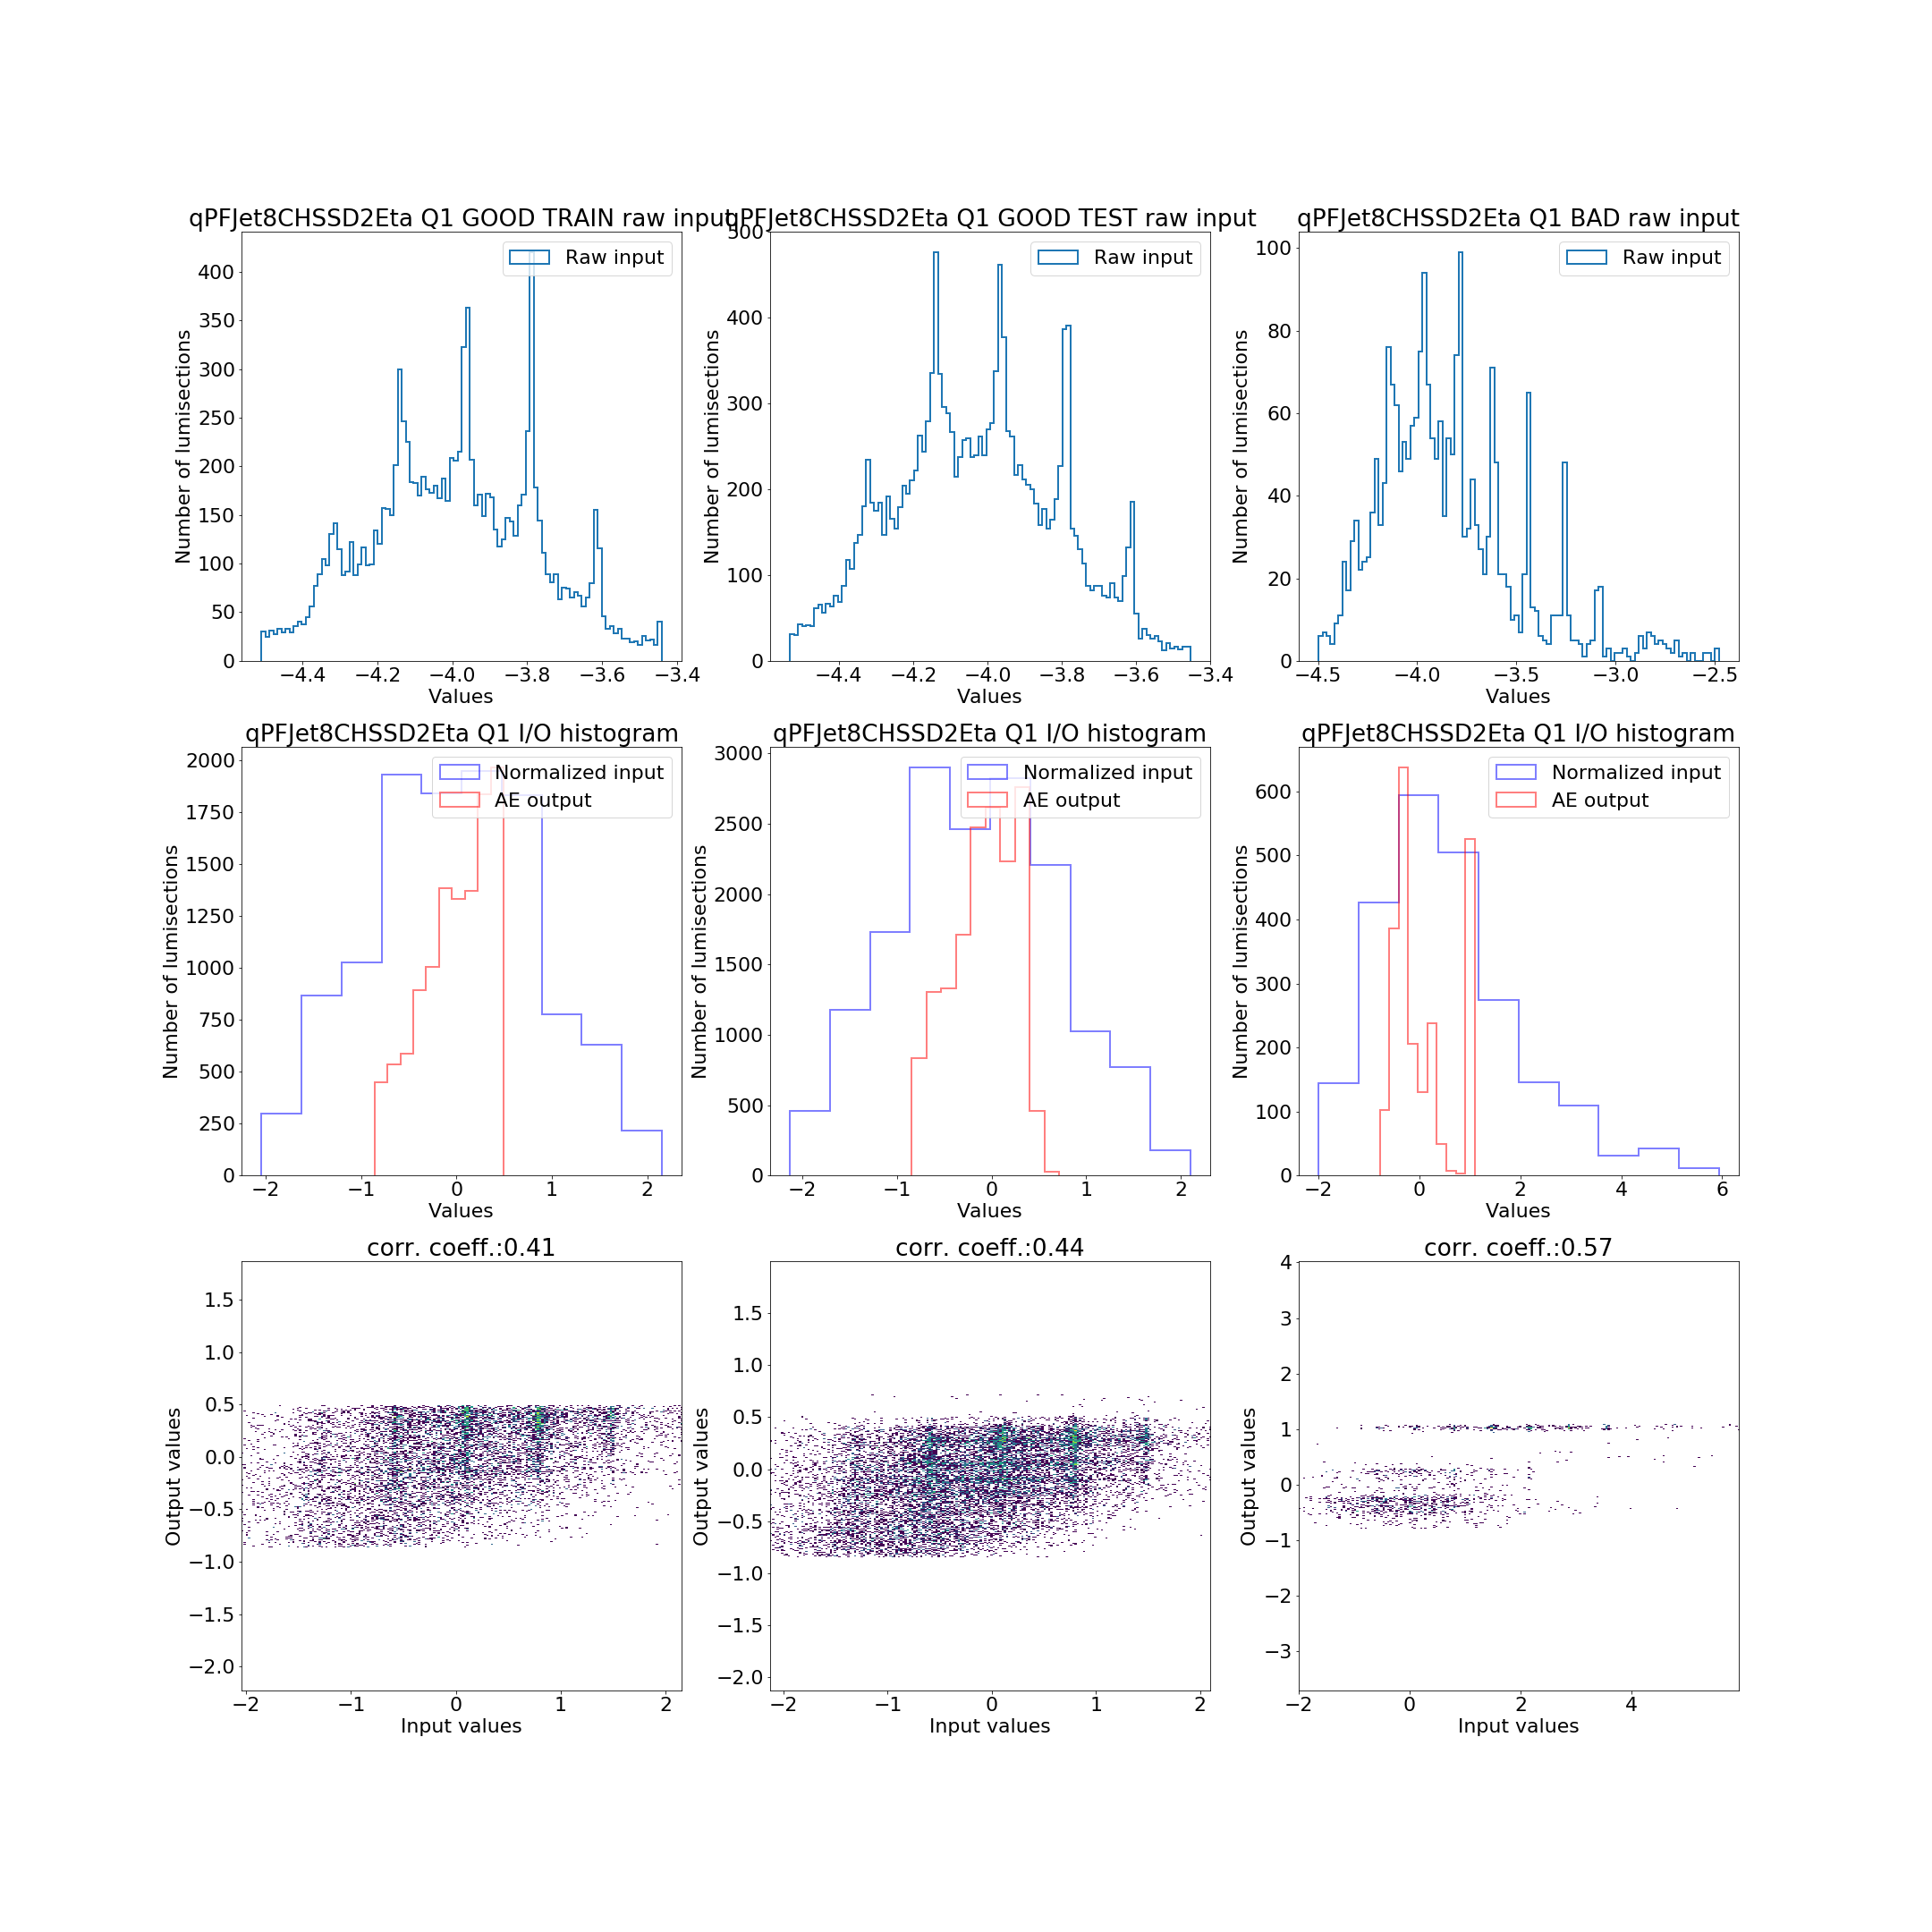 qPFJet8CHSSD2Eta Q1 GOOD TRAIN raw input
Raw input
400
350
300
250
200
150
100
50
0
Number of lumisections
−4.4 −4.2 −4.0 −3.8 −3.6 −3.4
Values
qPFJet8CHSSD2Eta Q1 GOOD TEST raw input
Raw input
500
400
300
200
100
0
Number of lumisections
−4.4 −4.2 −4.0 −3.8 −3.6 −3.4
Values
qPFJet8CHSSD2Eta Q1 BAD raw input
Raw input
100
80
60
40
20
0
Number of lumisections
−4.5 −4.0 −3.5 −3.0 −2.5
Values
qPFJet8CHSSD2Eta Q1 I/O histogram
Normalized input
AE output
2000
1750
1500
1250
1000
750
500
250
0
Number of lumisections
−2 −1 0 1 2
Values
qPFJet8CHSSD2Eta Q1 I/O histogram
Normalized input
AE output
3000
2500
2000
1500
1000
500
0
Number of lumisections
−2 −1 0 1 2
Values
qPFJet8CHSSD2Eta Q1 I/O histogram
Normalized input
AE output
600
500
400
300
200
100
0
Number of lumisections
−2 0 2 4 6
Values
corr. coeff.:0.41
1.5
1.0
0.5
0.0
−0.5
−1.0
−1.5
−2.0
Output values
−2 −1 0 1 2
Input values
corr. coeff.:0.44
1.5
1.0
0.5
0.0
−0.5
−1.0
−1.5
−2.0
Output values
−2 −1 0 1 2
Input values
corr. coeff.:0.57
4
3
2
1
0
−1
−2
−3
Output values
−2 0 2 4
Input values